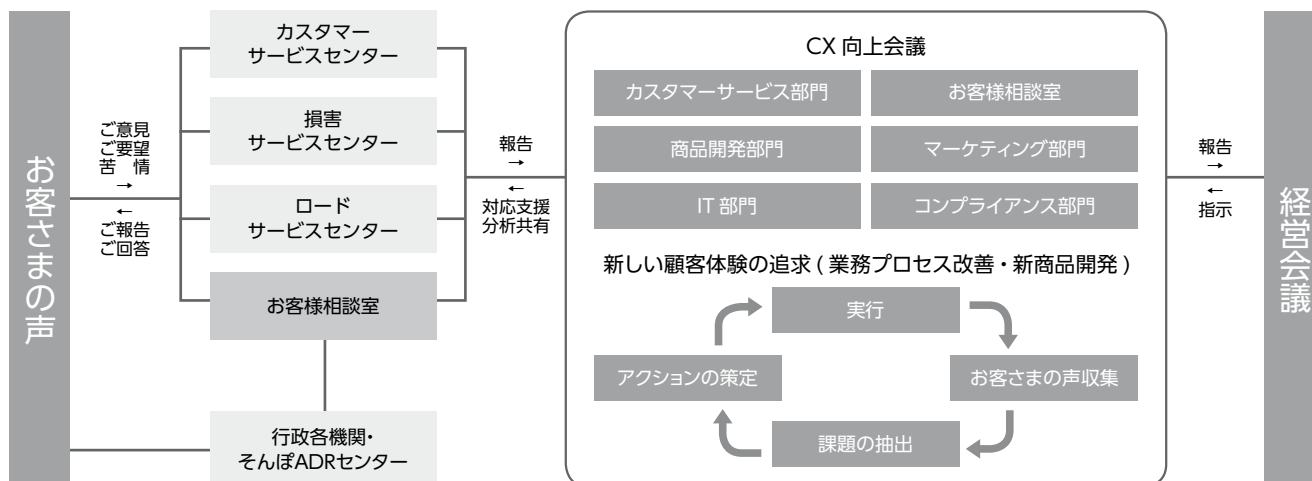 お客さまの声
ご意見
ご要望
苦　情
→
←
ご報告
ご回答
カスタマー
サービスセンター
損害
サービスセンター
ロード
サービスセンター
お客様相談室
行政各機関・
そんぽADRセンター
報告
→
←
対応支援
分析共有
CX 向上会議
カスタマーサービス部門
お客様相談室
商品開発部門
マーケティング部門
IT 部門
コンプライアンス部門
新しい顧客体験の追求 ( 業務プロセス改善・新商品開発 )
実行
アクションの策定
お客さまの声収集
課題の抽出
報告
→
←
指示
経営会議